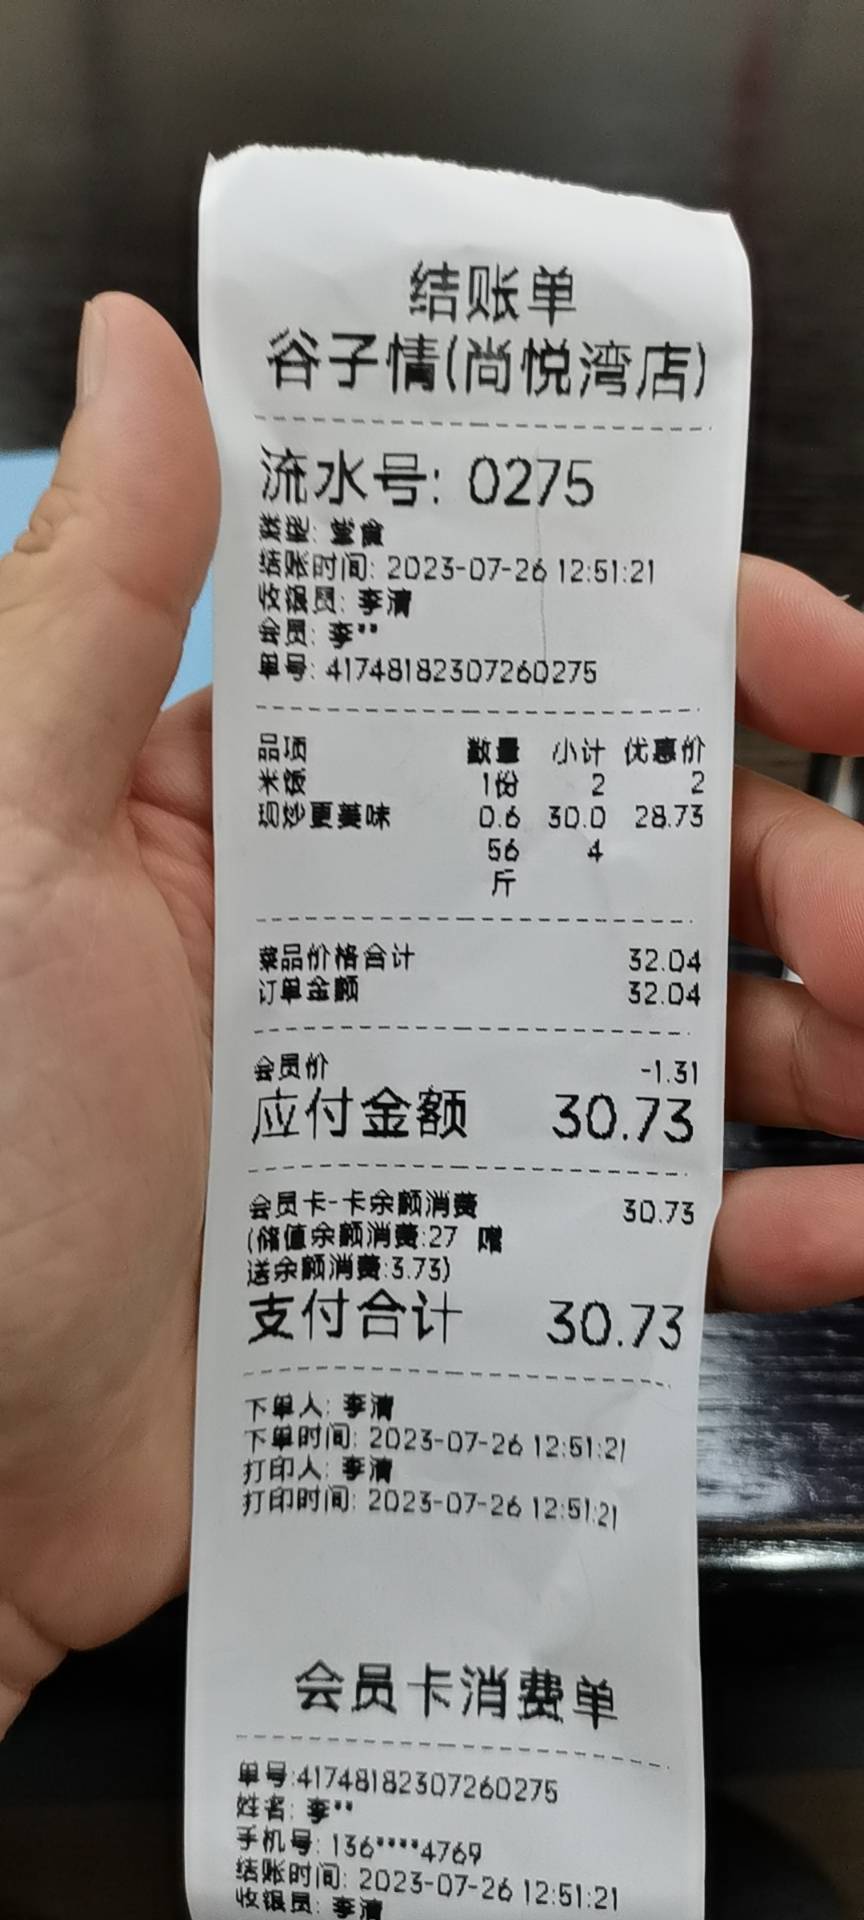 结账单
谷子情(尚悦湾店)
流水号: 0275
类型: 堂食
结账时间: 2023-07-26 12:51:21
收银员: 李清
会员: 李**
单号: 41748182307260275
品项 数量 小计 优惠价
米饭 1份 2 2
现炒更美味 0.6 30.0 28.73
56 4
斤
菜品价格合计 32.04
订单金额 32.04
会员价 -1.31
应付金额 30.73
会员卡-卡余额消费 30.73
(储值余额消费:27 赠
送余额消费:3.73)
支付合计 30.73
下单人: 李清
下单时间: 2023-07-26 12:51:21
打印人: 李清
打印时间: 2023-07-26 12:51:21
会员卡消费单
单号:41748182307260275
姓名: 李**
手机号: 136****4769
结账时间: 2023-07-26 12:51:21
收银员: 李清